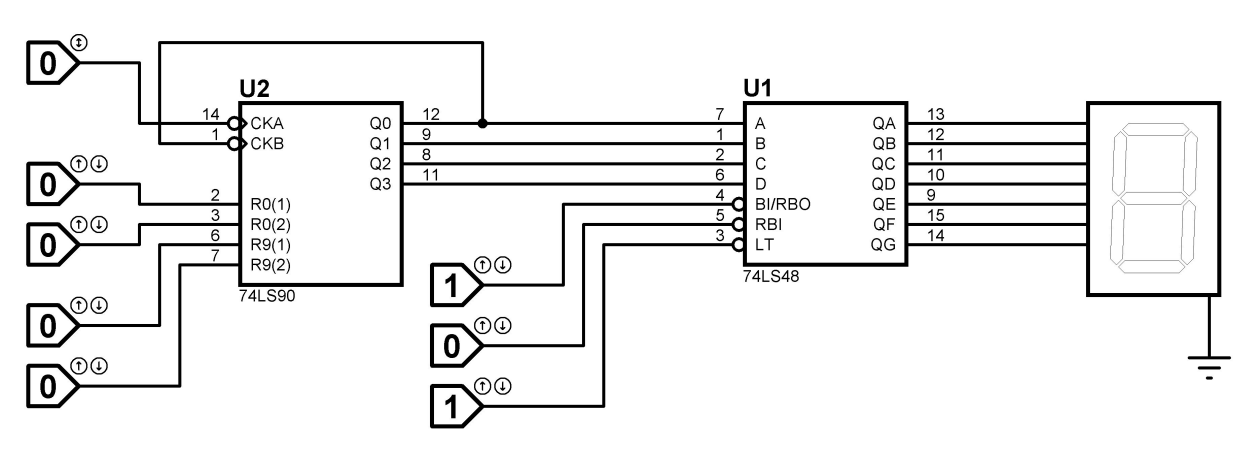 0
U2
U1
14 CKA Q0 12 7 A QA 13
1 CKB Q1 9 1 B QB 12
Q2 8 2 C QC 11
0
Q3 11 6 D QD 10
2 R0(1) 4 BI/RBO QE 9
3 R0(2) 5 RBI QF 15
0
6 R9(1) 3 LT QG 14
7 R9(2)
74LS48
1
74LS90
0
0
0
1